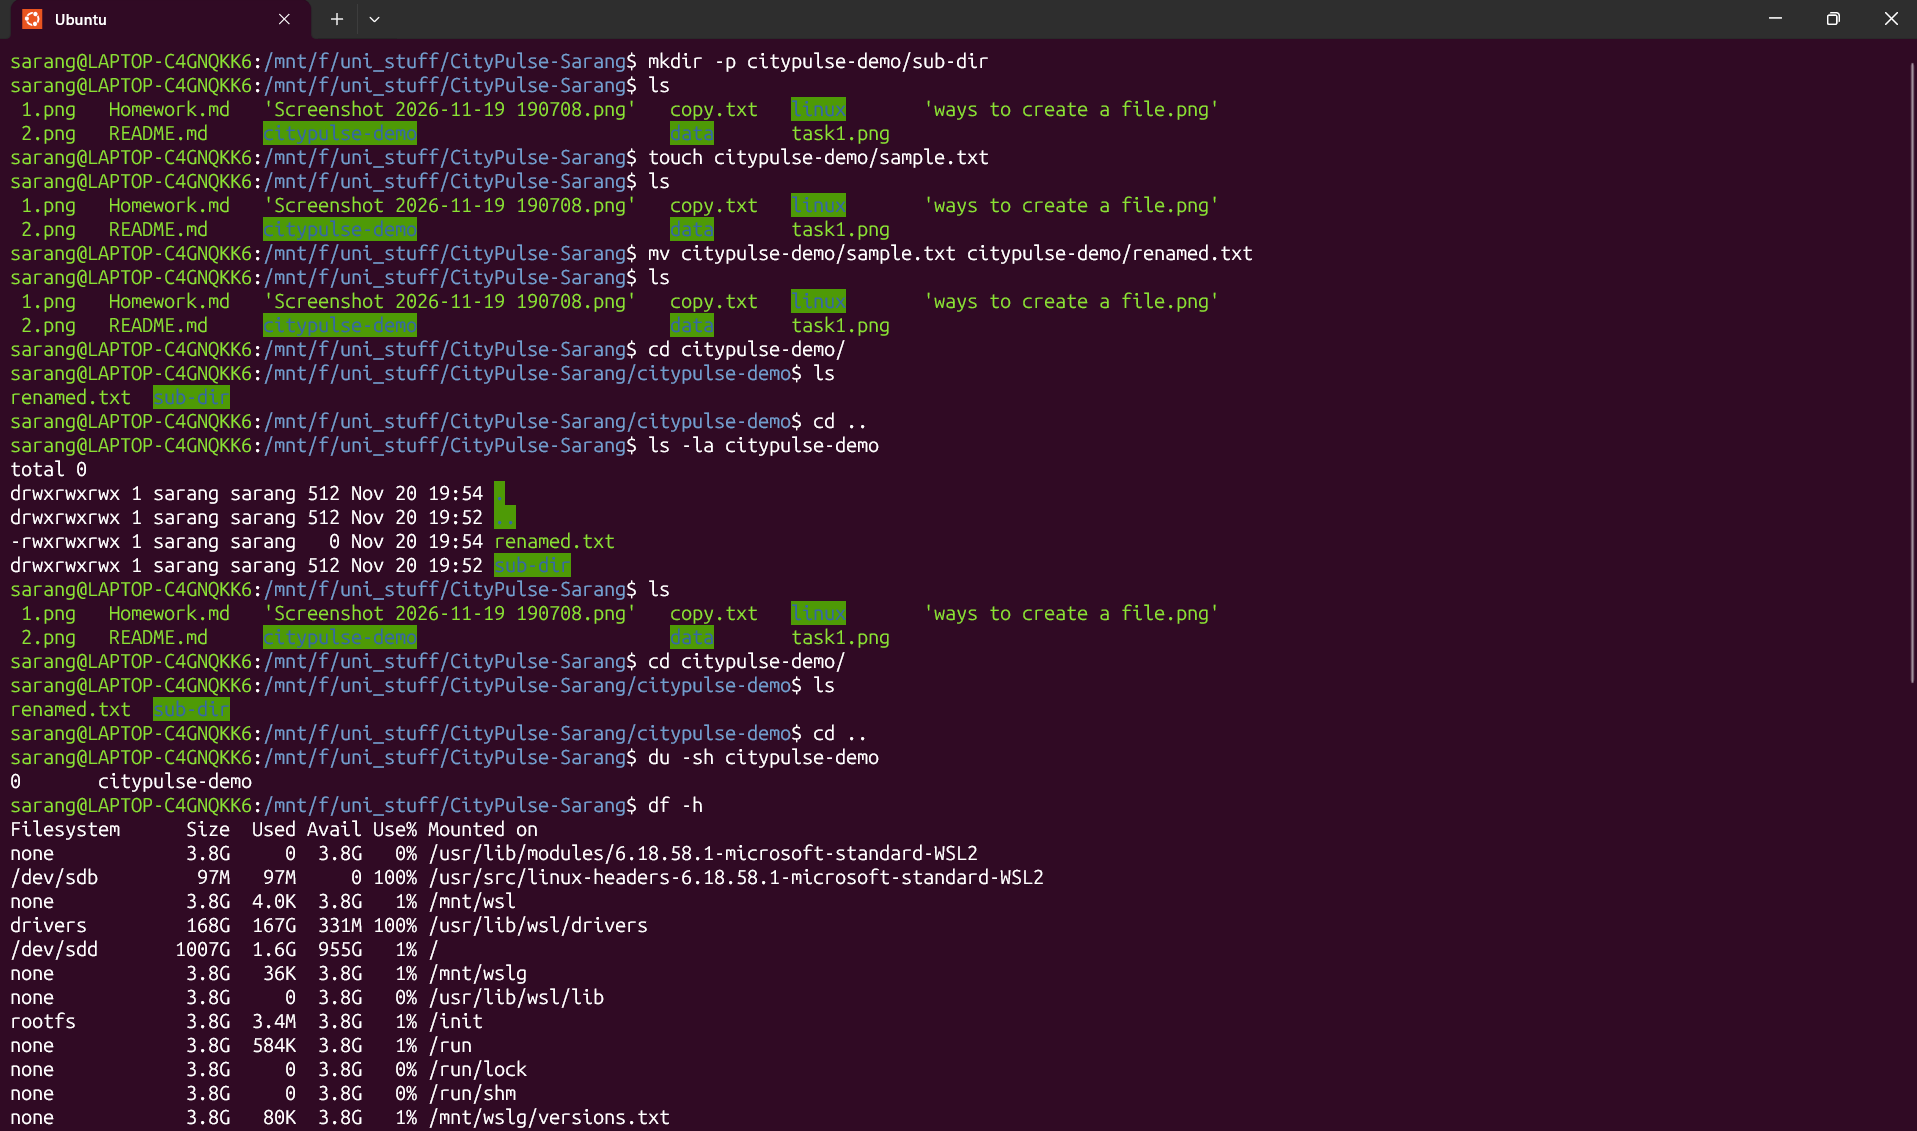 Ubuntu
sarang@LAPTOP-C4GNQKK6:/mnt/f/uni_stuff/CityPulse-Sarang$ mkdir -p citypulse-demo/sub-dir
sarang@LAPTOP-C4GNQKK6:/mnt/f/uni_stuff/CityPulse-Sarang$ ls
 1.png   Homework.md   'Screenshot 2026-11-19 190708.png'   copy.txt   linux       'ways to create a file.png'
 2.png   README.md     citypulse-demo                       data       task1.png
sarang@LAPTOP-C4GNQKK6:/mnt/f/uni_stuff/CityPulse-Sarang$ touch citypulse-demo/sample.txt
sarang@LAPTOP-C4GNQKK6:/mnt/f/uni_stuff/CityPulse-Sarang$ ls
 1.png   Homework.md   'Screenshot 2026-11-19 190708.png'   copy.txt   linux       'ways to create a file.png'
 2.png   README.md     citypulse-demo                       data       task1.png
sarang@LAPTOP-C4GNQKK6:/mnt/f/uni_stuff/CityPulse-Sarang$ mv citypulse-demo/sample.txt citypulse-demo/renamed.txt
sarang@LAPTOP-C4GNQKK6:/mnt/f/uni_stuff/CityPulse-Sarang$ ls
 1.png   Homework.md   'Screenshot 2026-11-19 190708.png'   copy.txt   linux       'ways to create a file.png'
 2.png   README.md     citypulse-demo                       data       task1.png
sarang@LAPTOP-C4GNQKK6:/mnt/f/uni_stuff/CityPulse-Sarang$ cd citypulse-demo/
sarang@LAPTOP-C4GNQKK6:/mnt/f/uni_stuff/CityPulse-Sarang/citypulse-demo$ ls
renamed.txt  sub-dir
sarang@LAPTOP-C4GNQKK6:/mnt/f/uni_stuff/CityPulse-Sarang/citypulse-demo$ cd ..
sarang@LAPTOP-C4GNQKK6:/mnt/f/uni_stuff/CityPulse-Sarang$ ls -la citypulse-demo
total 0
drwxrwxrwx 1 sarang sarang 512 Nov 20 19:54 .
drwxrwxrwx 1 sarang sarang 512 Nov 20 19:52 ..
-rwxrwxrwx 1 sarang sarang   0 Nov 20 19:54 renamed.txt
drwxrwxrwx 1 sarang sarang 512 Nov 20 19:52 sub-dir
sarang@LAPTOP-C4GNQKK6:/mnt/f/uni_stuff/CityPulse-Sarang$ ls
 1.png   Homework.md   'Screenshot 2026-11-19 190708.png'   copy.txt   linux       'ways to create a file.png'
 2.png   README.md     citypulse-demo                       data       task1.png
sarang@LAPTOP-C4GNQKK6:/mnt/f/uni_stuff/CityPulse-Sarang$ cd citypulse-demo/
sarang@LAPTOP-C4GNQKK6:/mnt/f/uni_stuff/CityPulse-Sarang/citypulse-demo$ ls
renamed.txt  sub-dir
sarang@LAPTOP-C4GNQKK6:/mnt/f/uni_stuff/CityPulse-Sarang/citypulse-demo$ cd ..
sarang@LAPTOP-C4GNQKK6:/mnt/f/uni_stuff/CityPulse-Sarang$ du -sh citypulse-demo
0       citypulse-demo
sarang@LAPTOP-C4GNQKK6:/mnt/f/uni_stuff/CityPulse-Sarang$ df -h
Filesystem      Size  Used Avail Use% Mounted on
none            3.8G     0  3.8G   0% /usr/lib/modules/6.18.58.1-microsoft-standard-WSL2
/dev/sdb         97M   97M     0 100% /usr/src/linux-headers-6.18.58.1-microsoft-standard-WSL2
none            3.8G  4.0K  3.8G   1% /mnt/wsl
drivers         168G  167G  331M 100% /usr/lib/wsl/drivers
/dev/sdd       1007G  1.6G  955G   1% /
none            3.8G   36K  3.8G   1% /mnt/wslg
none            3.8G     0  3.8G   0% /usr/lib/wsl/lib
rootfs          3.8G  3.4M  3.8G   1% /init
none            3.8G  584K  3.8G   1% /run
none            3.8G     0  3.8G   0% /run/lock
none            3.8G     0  3.8G   0% /run/shm
none            3.8G   80K  3.8G   1% /mnt/wslg/versions.txt